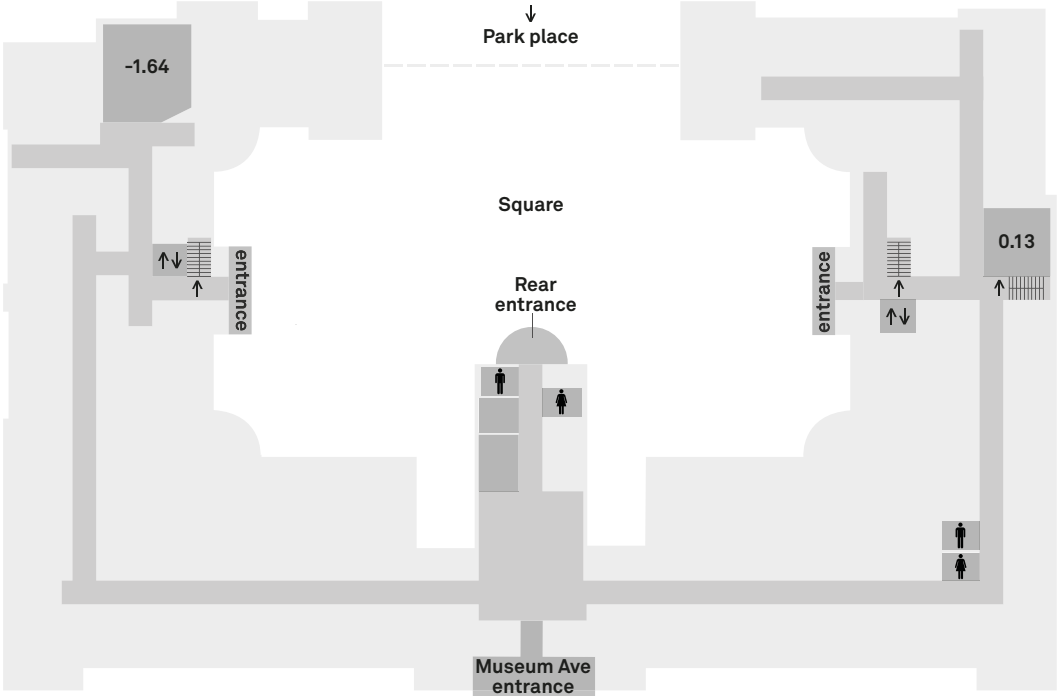 Park place
-1.64
Square
0.13
entrance
Rear
entrance
entrance
Museum Ave
entrance